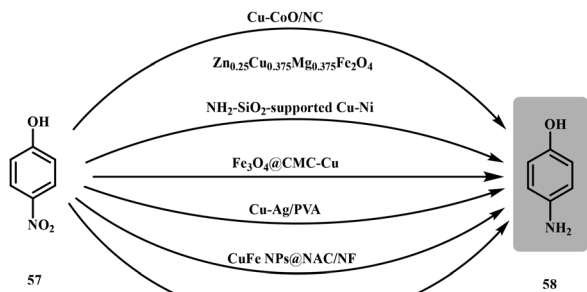 Cu-CoO/NC
Zn0.25Cu0.375Mg0.375Fe2O4
NH2-SiO2-supported Cu-Ni
Fe3O4@CMC-Cu
Cu-Ag/PVA
CuFe NPs@NAC/NF
OH
NO2
57
OH
NH2
58